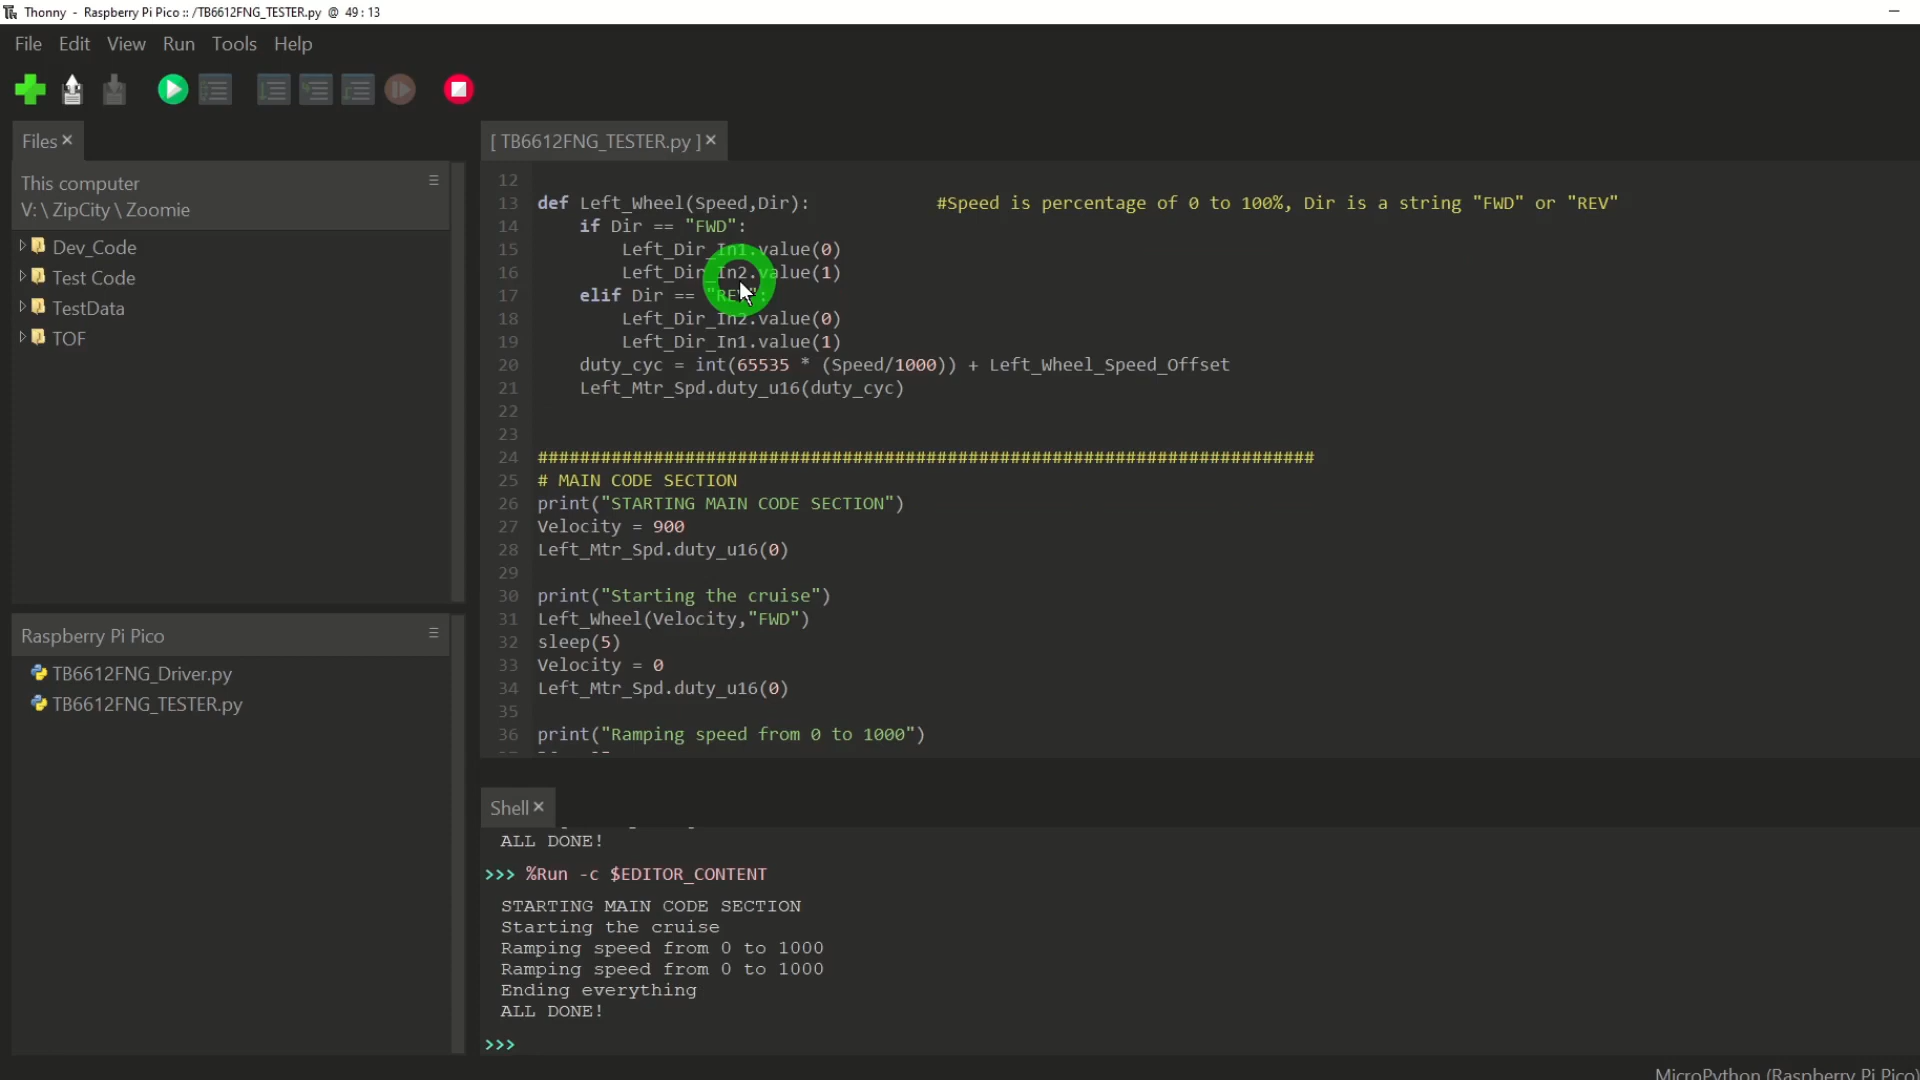 Thonny - Raspberry Pi Pico :: /TB6612FNG_TESTER.py @ 49 : 13
File Edit View Run Tools Help
Files
This computer
V: \ ZipCity \ Zoomie
Dev_Code
Test Code
TestData
TOF
Raspberry Pi Pico
TB6612FNG_Driver.py
TB6612FNG_TESTER.py
[ TB6612FNG_TESTER.py ]
12
13 def Left_Wheel(Speed,Dir): #Speed is percentage of 0 to 100%, Dir is a string "FWD" or "REV"
14 if Dir == "FWD":
15 Left_Dir_In1.value(0)
16 Left_Dir_In2.value(1)
17 elif Dir == "REV":
18 Left_Dir_In2.value(0)
19 Left_Dir_In1.value(1)
20 duty_cyc = int(65535 * (Speed/1000)) + Left_Wheel_Speed_Offset
21 Left_Mtr_Spd.duty_u16(duty_cyc)
22
23
24 ##########################################################################
25 # MAIN CODE SECTION
26 print("STARTING MAIN CODE SECTION")
27 Velocity = 900
28 Left_Mtr_Spd.duty_u16(0)
29
30 print("Starting the cruise")
31 Left_Wheel(Velocity,"FWD")
32 sleep(5)
33 Velocity = 0
34 Left_Mtr_Spd.duty_u16(0)
35
36 print("Ramping speed from 0 to 1000")
Shell
ALL DONE!
>>> %Run -c $EDITOR_CONTENT
STARTING MAIN CODE SECTION
Starting the cruise
Ramping speed from 0 to 1000
Ramping speed from 0 to 1000
Ending everything
ALL DONE!
>>>
MicroPython (Raspberry Pi Pico)